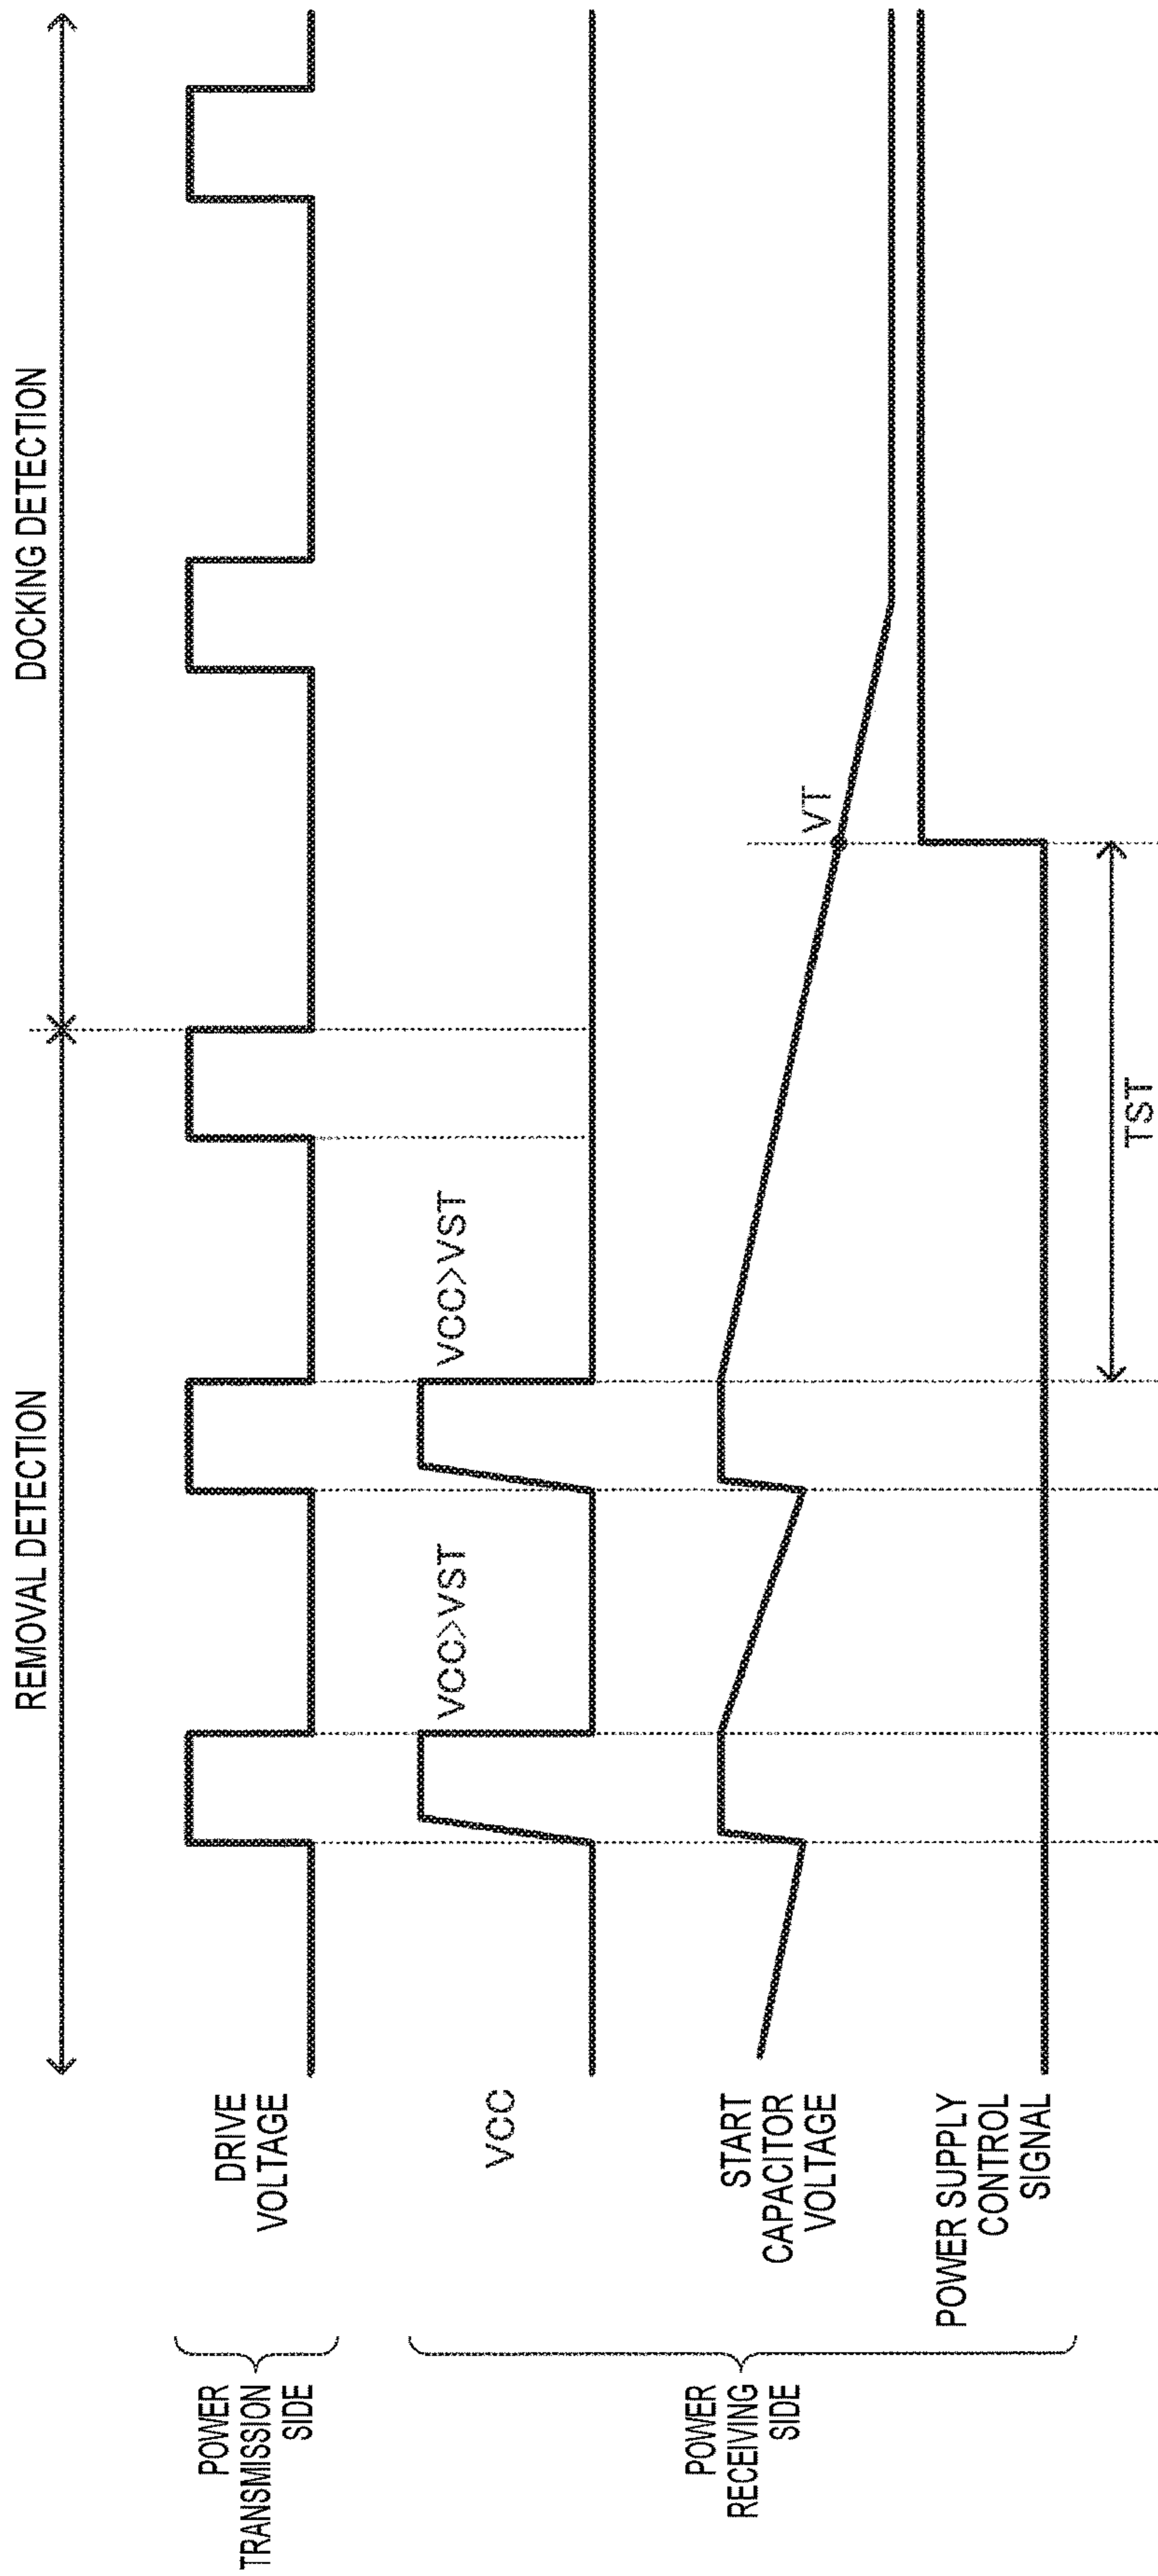 REMOVAL DETECTION
DOCKING DETECTION
POWER
TRANSMISSION
SIDE
DRIVE
VOLTAGE
POWER
RECEIVING
SIDE
VCC
VCC>VST
VCC>VST
START
CAPACITOR
VOLTAGE
VT
POWER SUPPLY
CONTROL
SIGNAL
TST